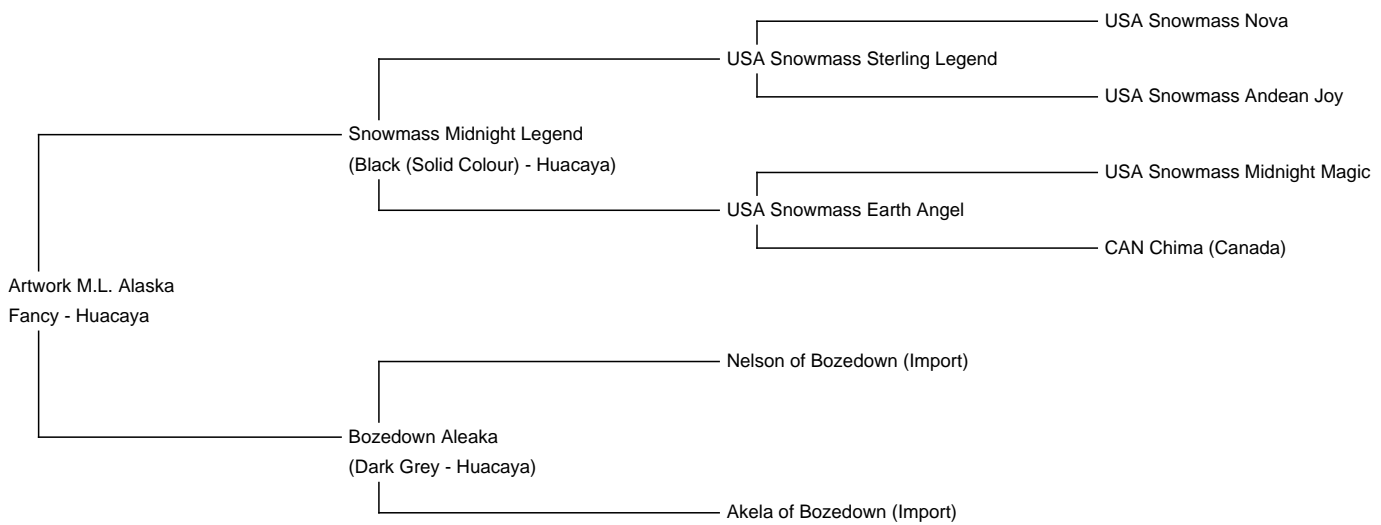 USA Snowmass Nova
USA Snowmass Sterling Legend
USA Snowmass Andean Joy
Snowmass Midnight Legend
(Black (Solid Colour) - Huacaya)
USA Snowmass Midnight Magic
USA Snowmass Earth Angel
CAN Chima (Canada)
Artwork M.L. Alaska
Fancy - Huacaya
Nelson of Bozedown (Import)
Bozedown Aleaka
(Dark Grey - Huacaya)
Akela of Bozedown (Import)